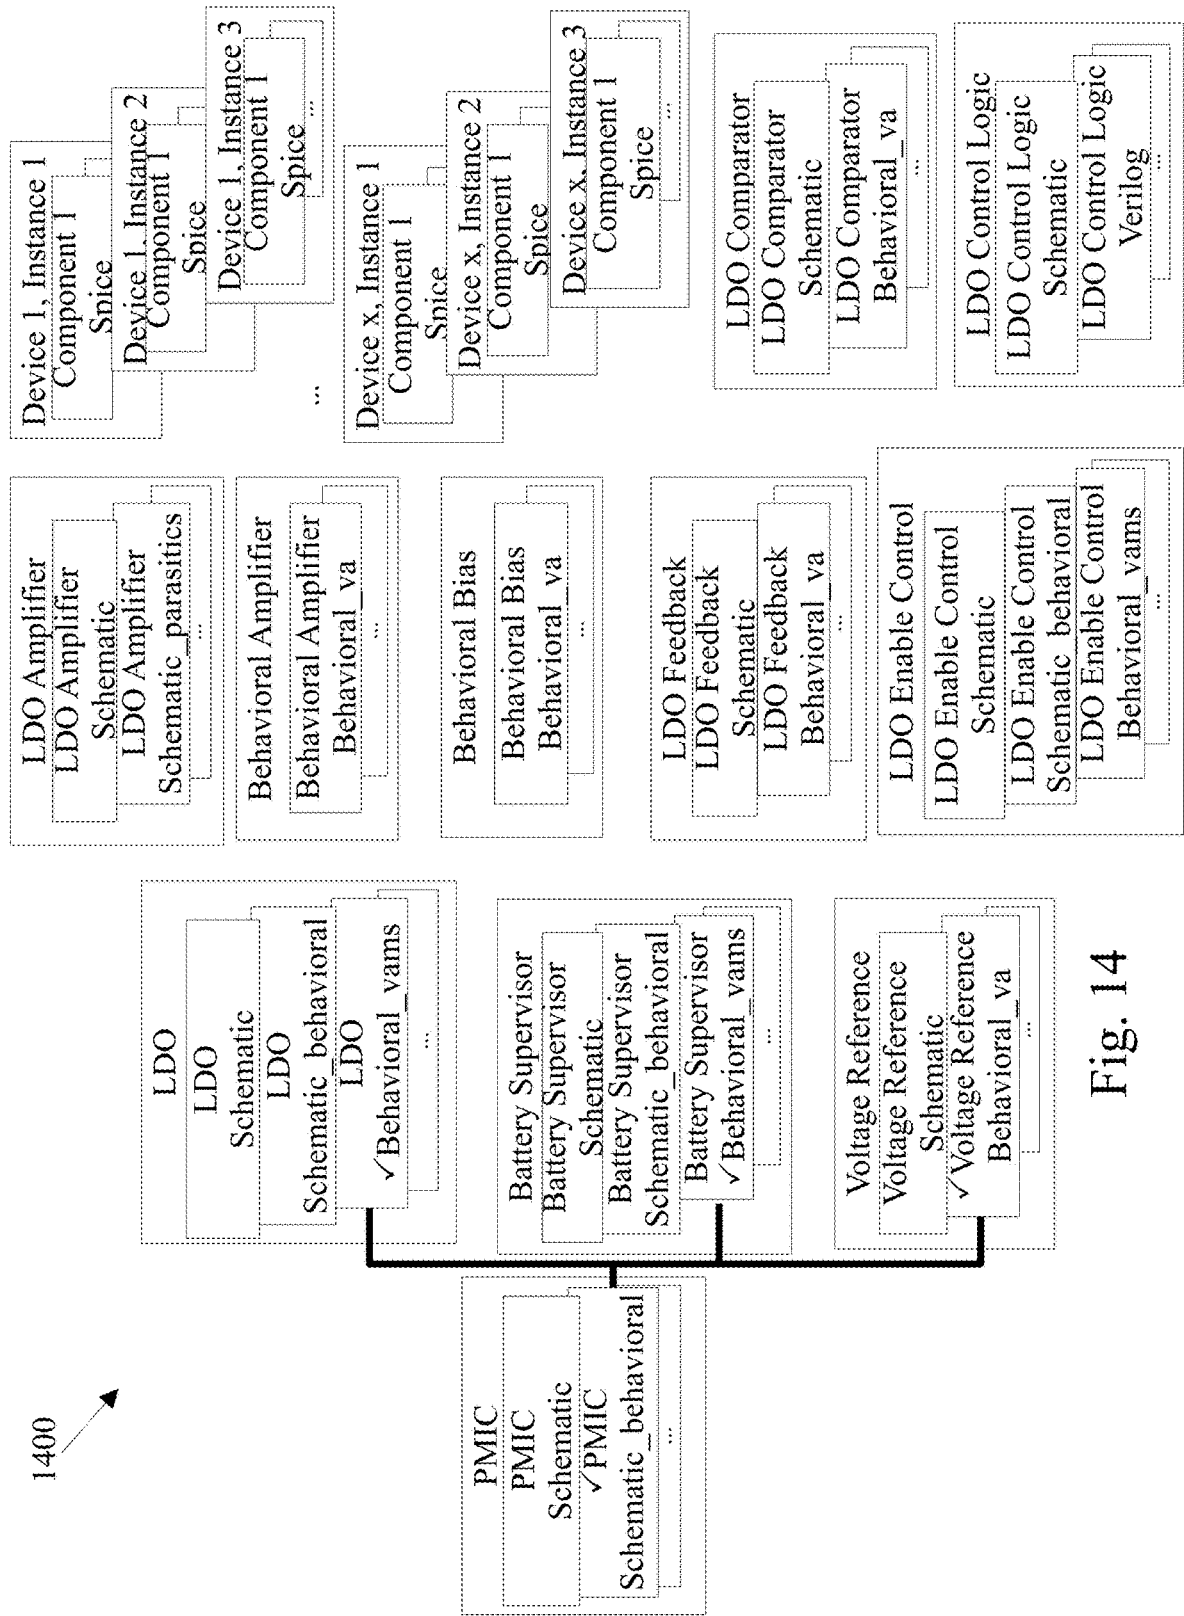 1400
PMIC
PMIC
Schematic
✓PMIC
Schematic_behavioral
...
LDO
LDO
Schematic
LDO
Schematic_behavioral
LDO
✓Behavioral_vams
...
Battery Supervisor
Battery Supervisor
Schematic
Battery Supervisor
Schematic_behavioral
Battery Supervisor
✓Behavioral_vams
...
Voltage Reference
Voltage Reference
Schematic
✓Voltage Reference
Behavioral_va
...
LDO Amplifier
LDO Amplifier
Schematic
LDO Amplifier
Schematic_parasitics
...
Behavioral Amplifier
Behavioral Amplifier
Behavioral_va
...
Behavioral Bias
Behavioral Bias
Behavioral_va
...
LDO Feedback
LDO Feedback
Schematic
LDO Feedback
Behavioral_va
...
LDO Enable Control
LDO Enable Control
Schematic
LDO Enable Control
Schematic_behavioral
LDO Enable Control
Behavioral_vams
...
Device 1, Instance 1
Component 1
Spice
Device 1, Instance 2
Component 1
Spice
Device 1, Instance 3
Component 1
Spice
...
...
Device x, Instance 1
Component 1
Spice
Device x, Instance 2
Component 1
Spice
Device x, Instance 3
Component 1
Spice
...
LDO Comparator
LDO Comparator
Schematic
LDO Comparator
Behavioral_va
...
LDO Control Logic
LDO Control Logic
Schematic
LDO Control Logic
Verilog
...
Fig. 14